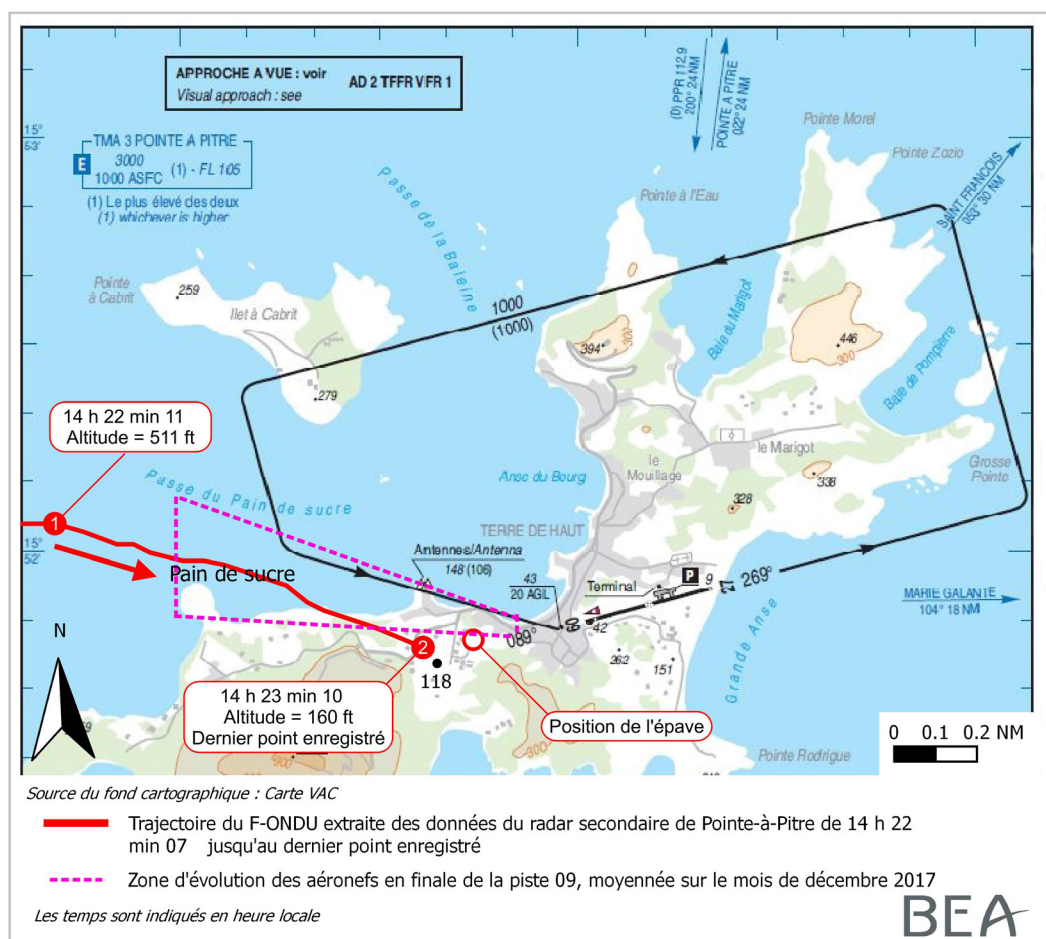 APPROCHE A VUE : voir AD 2 TFFR VFR 1
Visual approach : see
(D) PPR 112,9
200° 24 NM
POINTE A PITRE
022° 24 NM
Pointe Morel
Pointe Zozio
15°
53'
TMA 3 POINTE A PITRE
E
3000
1000 ASFC
(1) - FL 105
(1) Le plus élevé des deux
(1) whichever is higher
Passe de la Baleine
Pointe à l'Eau
SAINT FRANCOIS
053° 30 NM
Pointe
à Cabrit
259
Ilet à Cabrit
279
1000
(1000)
394
300
Baie du Marigot
446
300
Baie de Pompierre
14 h 22 min 11
Altitude = 511 ft
le Marigot
le
Mouillage
Anse du Bourg
Grosse
Pointe
338
328
Passe du Pain de sucre
1
15°
52'
TERRE DE HAUT
Pain de sucre
Antennes/Antenna
148 (106)
43
20 AGIL
Terminal
P
9
27
269°
MARIE GALANTE
104° 18 NM
09
089°
42
262
151
Grande Anse
N
2
118
14 h 23 min 10
Altitude = 160 ft
Dernier point enregistré
Position de l'épave
300
900
Pointe Rodrigue
0 0.1 0.2 NM
Source du fond cartographique : Carte VAC
Trajectoire du F-ONDU extraite des données du radar secondaire de Pointe-à-Pitre de 14 h 22
min 07 jusqu'au dernier point enregistré
Zone d'évolution des aéronefs en finale de la piste 09, moyennée sur le mois de décembre 2017
Les temps sont indiqués en heure locale
BEA